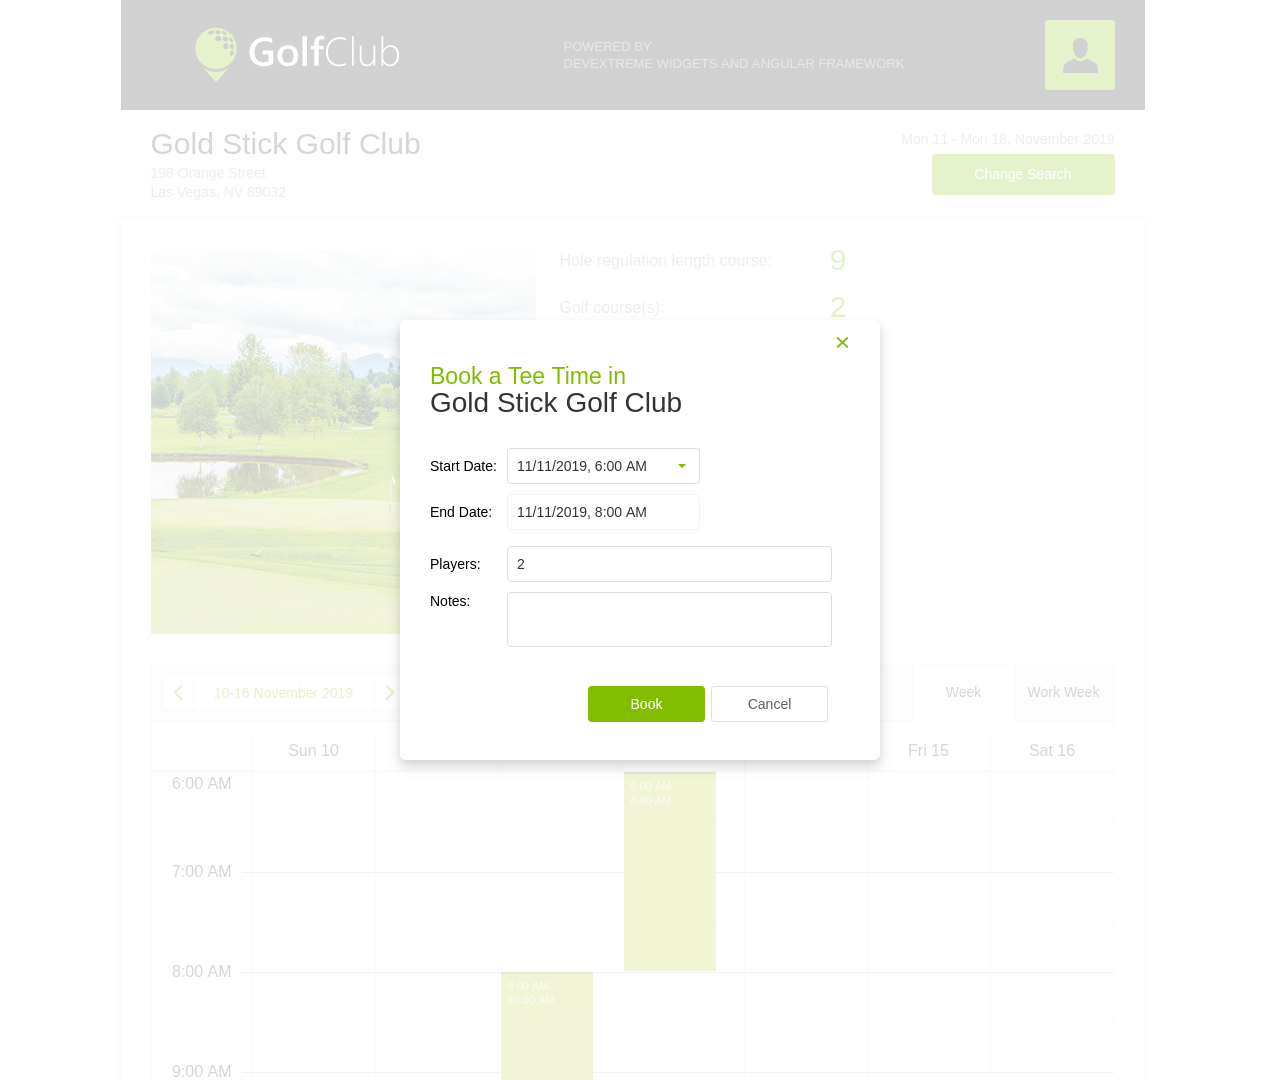 GolfClub
POWERED BY
DEVEXTREME WIDGETS AND ANGULAR FRAMEWORK
Gold Stick Golf Club
198 Orange Street
Las Vegas, NV 89032
Mon 11 - Mon 18, November 2019
Change Search
Hole regulation length course: 9
Golf course(s): 2
Book a Tee Time in
Gold Stick Golf Club
Start Date: 11/11/2019, 6:00 AM
End Date: 11/11/2019, 8:00 AM
Players: 2
Notes:
Book Cancel
10-16 November 2019 Week Work Week
Sun 10 Fri 15 Sat 16
6:00 AM
6:00 AM-
8:00 AM
7:00 AM
8:00 AM
8:00 AM-
10:00 AM
9:00 AM